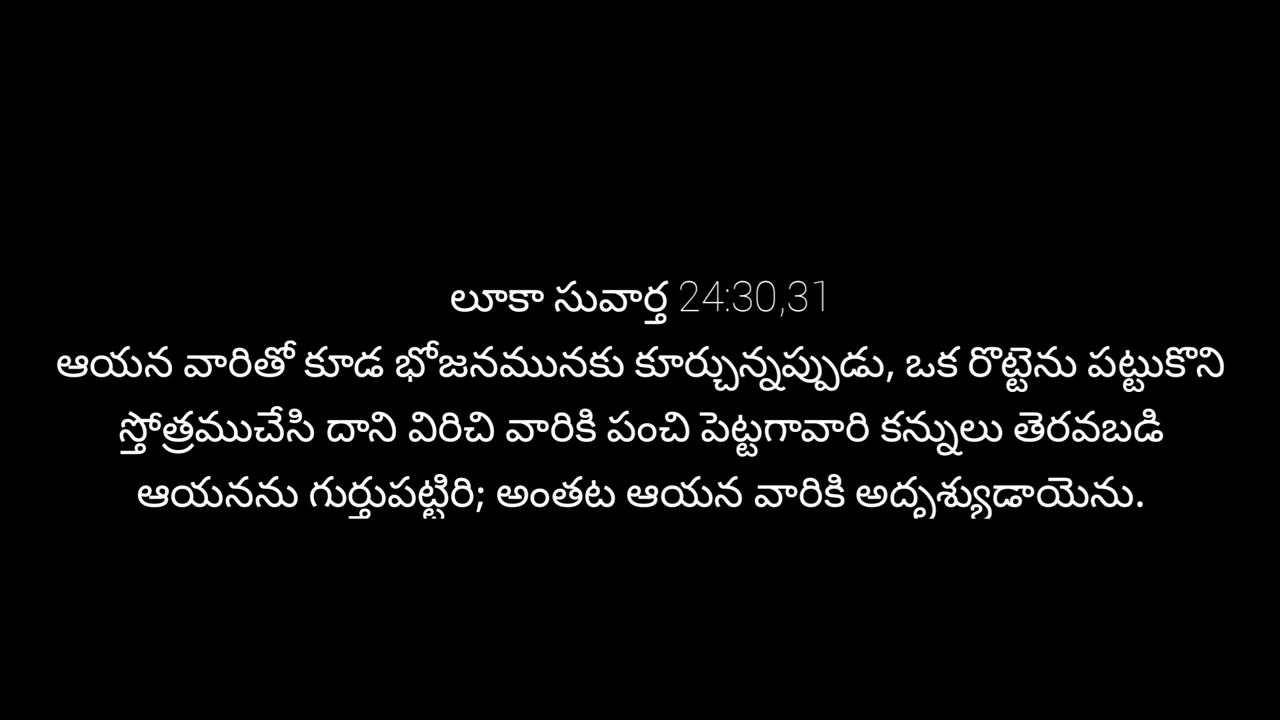 లూకా సువార్త 24:30,31
ఆయన వారితో కూడ భోజనమునకు కూర్చున్నప్పుడు, ఒక రొట్టెను పట్టుకొని
స్తోత్రముచేసి దాని విరిచి వారికి పంచి పెట్టగావారి కన్నులు తెరవబడి
ఆయనను గుర్తుపట్టిరి; అంతట ఆయన వారికి అదృశ్యుడాయెను.